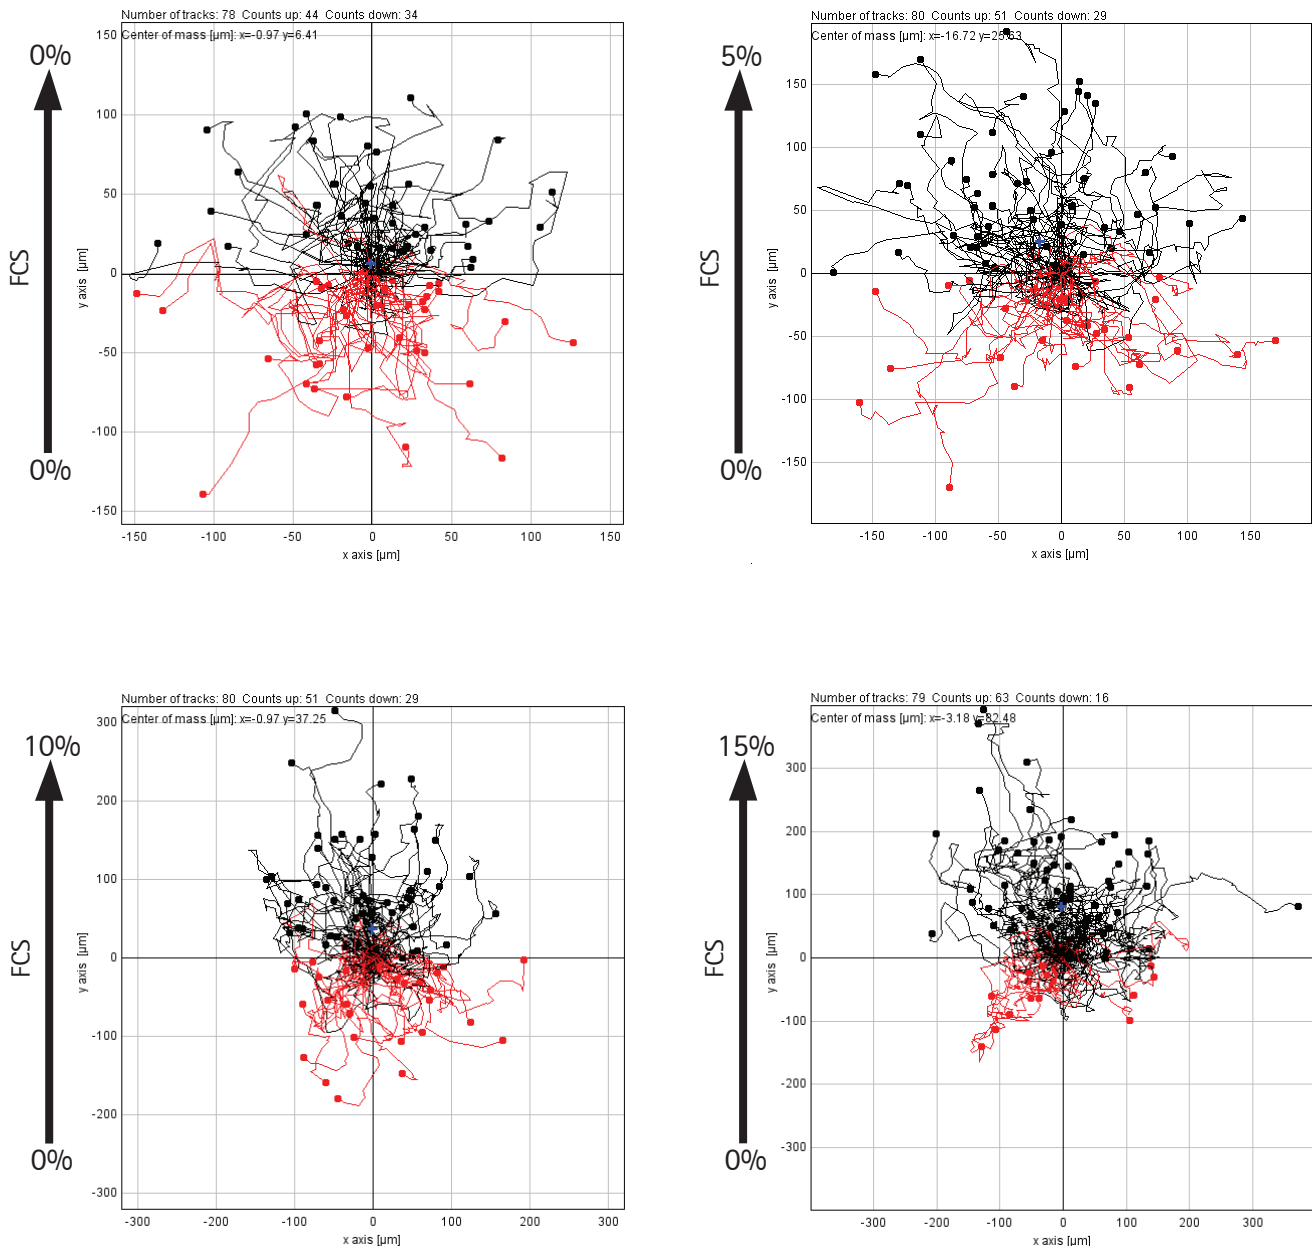 Number of tracks: 78 Counts up: 44 Counts down: 34
Center of mass [µm]: x=-0.97 y=6.41
0%
FCS
0%
y axis [µm]
150
100
50
0
-50
-100
-150
-150 -100 -50 0 50 100 150
x axis [µm]
Number of tracks: 80 Counts up: 51 Counts down: 29
Center of mass [µm]: x=-16.72 y=25.63
5%
FCS
0%
y axis [µm]
150
100
50
0
-50
-100
-150
-150 -100 -50 0 50 100 150
x axis [µm]
Number of tracks: 80 Counts up: 51 Counts down: 29
Center of mass [µm]: x=-0.97 y=37.25
10%
FCS
0%
y axis [µm]
300
200
100
0
-100
-200
-300
-300 -200 -100 0 100 200 300
x axis [µm]
Number of tracks: 79 Counts up: 63 Counts down: 16
Center of mass [µm]: x=-3.18 y=82.48
15%
FCS
0%
y axis [µm]
300
200
100
0
-100
-200
-300
-300 -200 -100 0 100 200 300
x axis [µm]